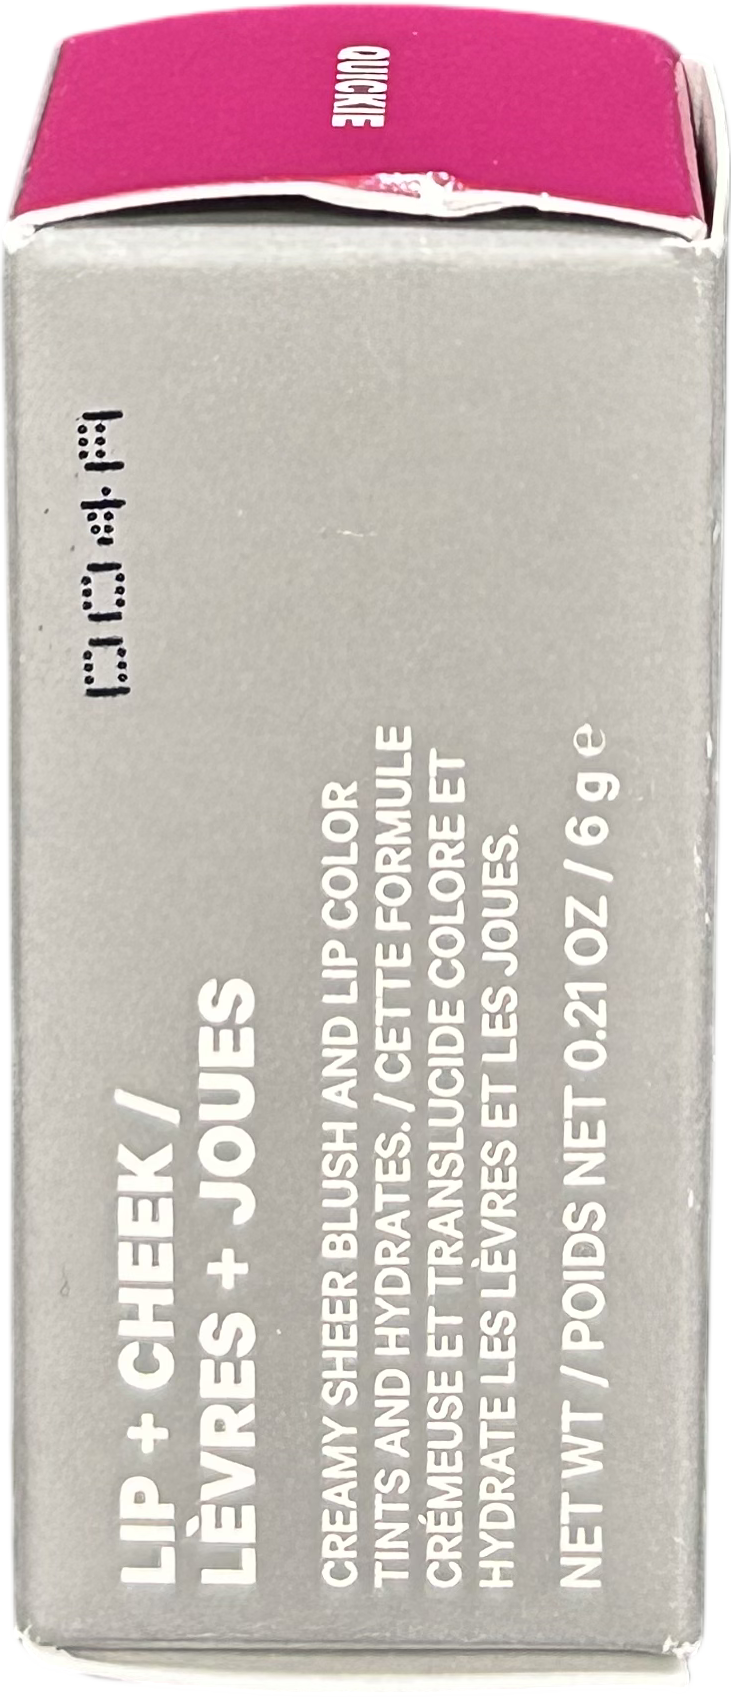 QUICKIE
LIP + CHEEK /
LÈVRES + JOUES
CREAMY SHEER BLUSH AND LIP COLOR
TINTS AND HYDRATES. / CETTE FORMULE
CRÉMEUSE ET TRANSLUCIDE COLORE ET
HYDRATE LES LÈVRES ET LES JOUES.
NET WT / POIDS NET 0.21 OZ / 6 g e